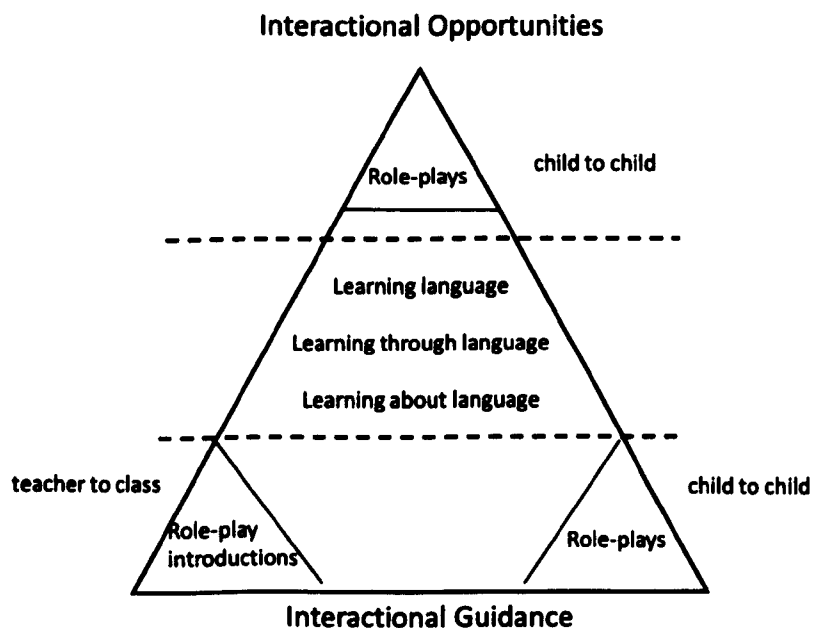 Interactional Opportunities
Role-plays
child to child
Learning language
Learning through language
Learning about language
teacher to class
child to child
Role-play
introductions
Role-plays
Interactional Guidance